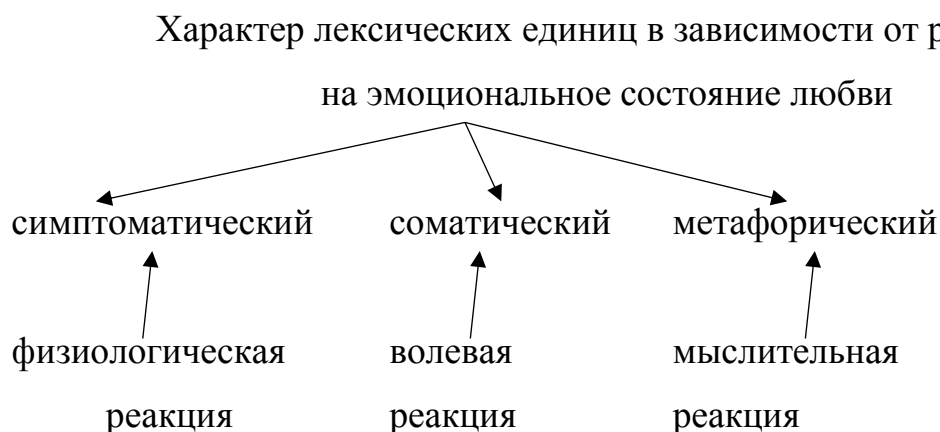 Характер лексических единиц в зависимости от
на эмоциональное состояние любви
симптоматический соматический метафорический
физиологическая волевая мыслительная
реакция реакция реакция